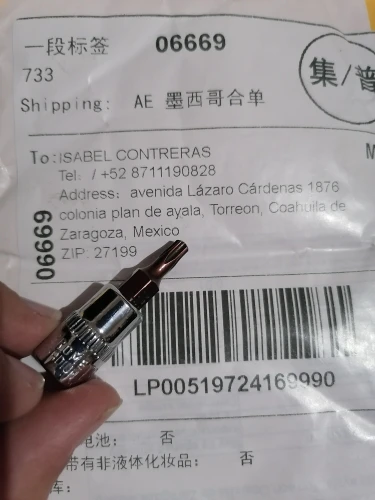 一段标签 06669
733
集/普
Shipping: AE 墨西哥合单
To: ISABEL CONTRERAS M
Tel: / +52 8711190828
Address: avenida Lázaro Cárdenas 1876
colonia plan de ayala, Torreon, Coahuila de
Zaragoza, Mexico
ZIP: 27199
06669
LP00519724169990
电池: 否
带有非液体化妆品: 否
库: